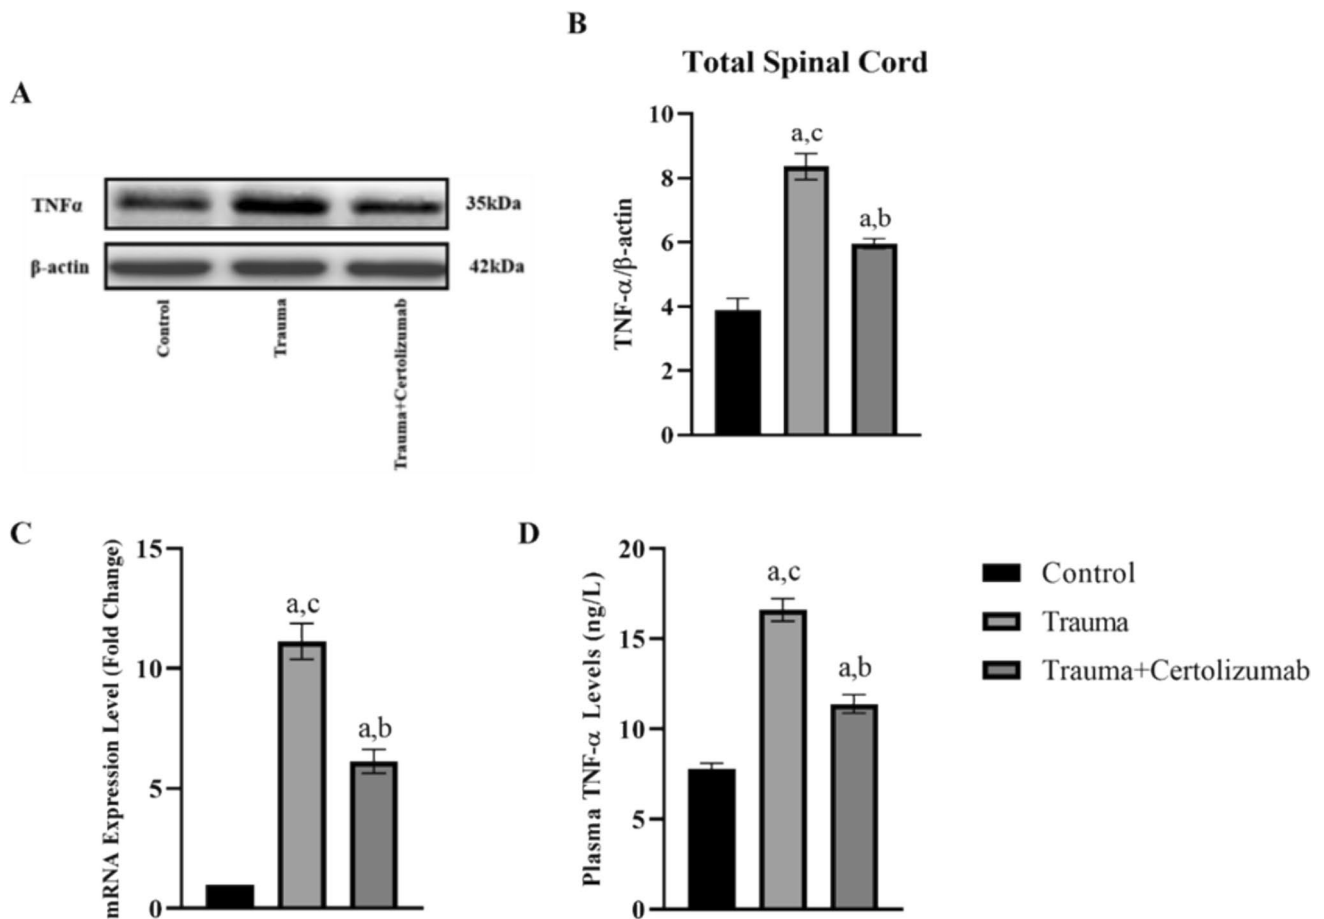 A
TNFα
35kDa
β-actin
42kDa
Control
Trauma
Trauma+Certolizumab
B
Total Spinal Cord
TNF-α/β-actin
10
8
6
4
2
0
a,c
a,b
C
mRNA Expression Level (Fold Change)
15
10
5
0
a,c
a,b
D
Plasma TNF-α Levels (ng/L)
20
15
10
5
0
a,c
a,b
Control
Trauma
Trauma+Certolizumab